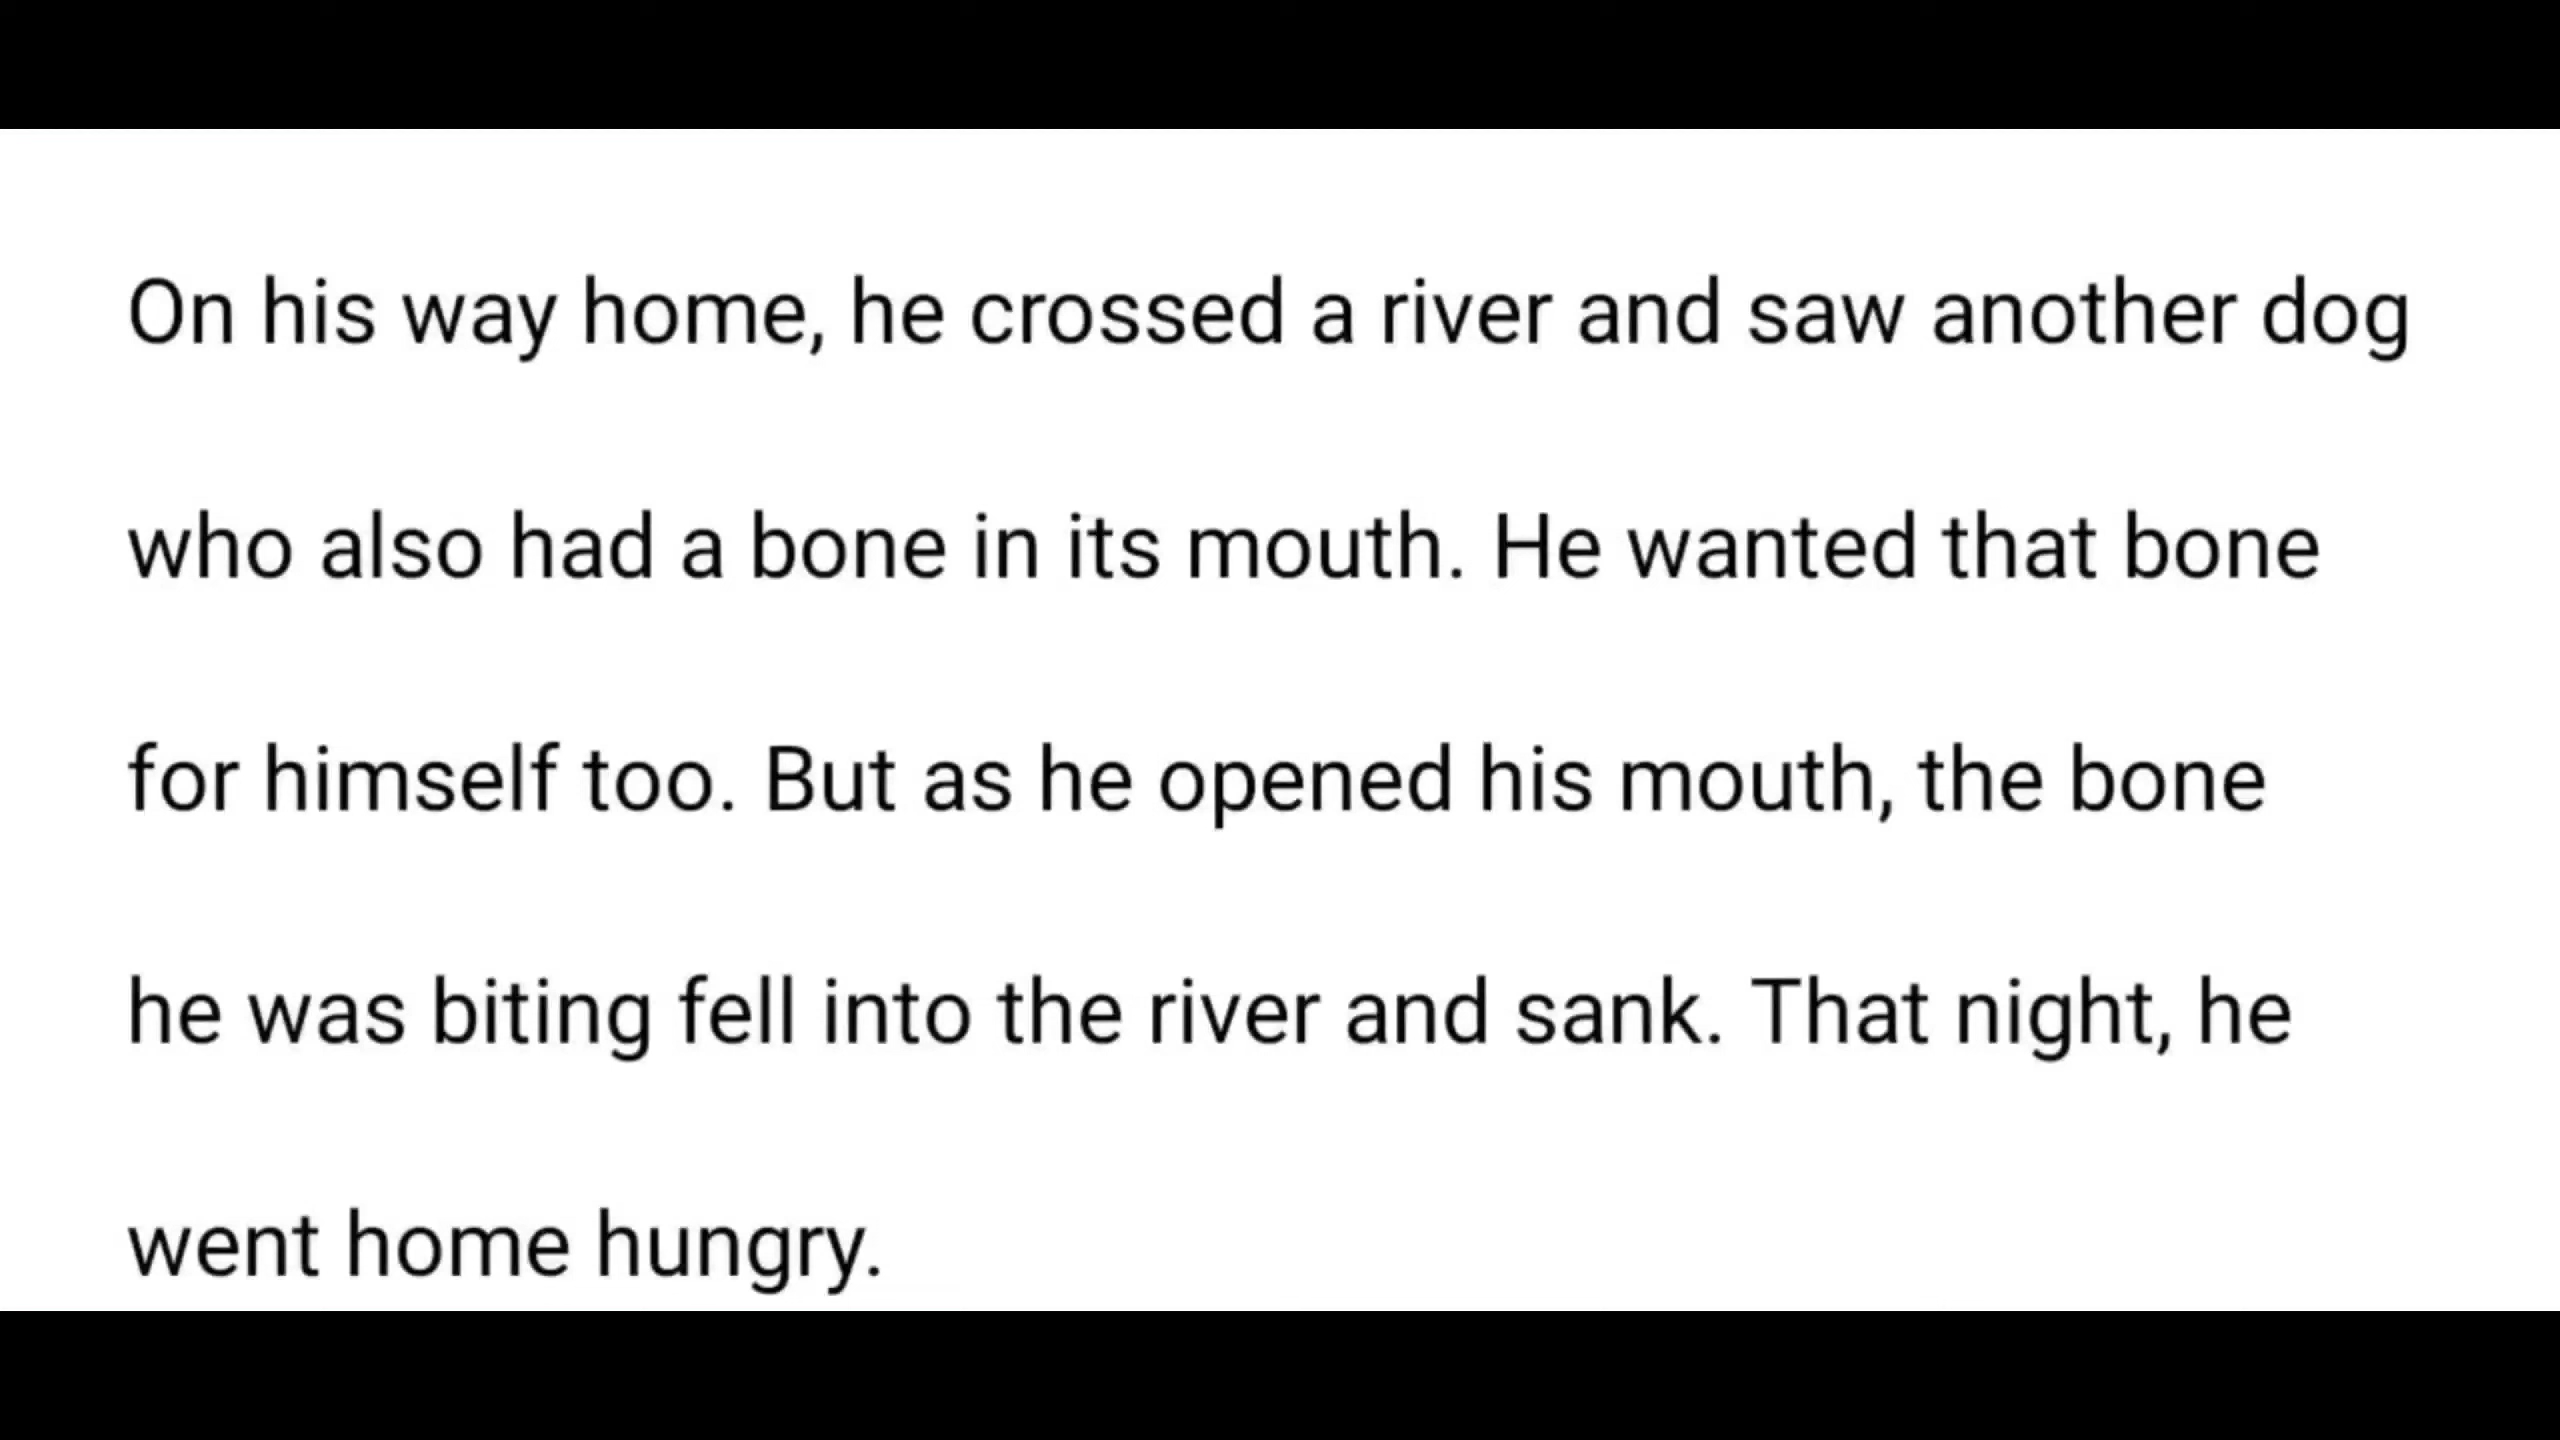 On his way home, he crossed a river and saw another dog
who also had a bone in its mouth. He wanted that bone
for himself too. But as he opened his mouth, the bone
he was biting fell into the river and sank. That night, he
went home hungry.